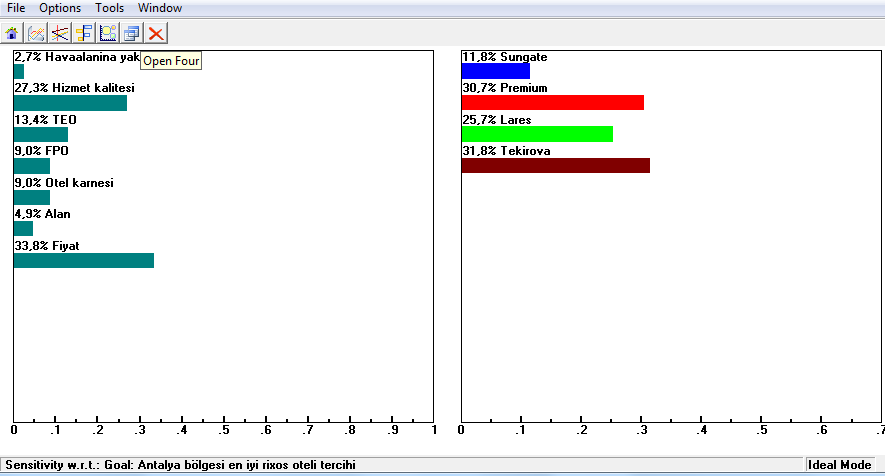 File Options Tools Window
Open Four
2,7% Havaalanina yak
27,3% Hizmet kalitesi
13,4% TEO
9,0% FPO
9,0% Otel karnesi
4,9% Alan
33,8% Fiyat
0 .1 .2 .3 .4 .5 .6 .7 .8 .9 1
11,8% Sungate
30,7% Premium
25,7% Lares
31,8% Tekirova
0 .1 .2 .3 .4 .5 .6 .7
Sensitivity w.r.t.: Goal: Antalya bölgesi en iyi rixos oteli tercihi
Ideal Mode